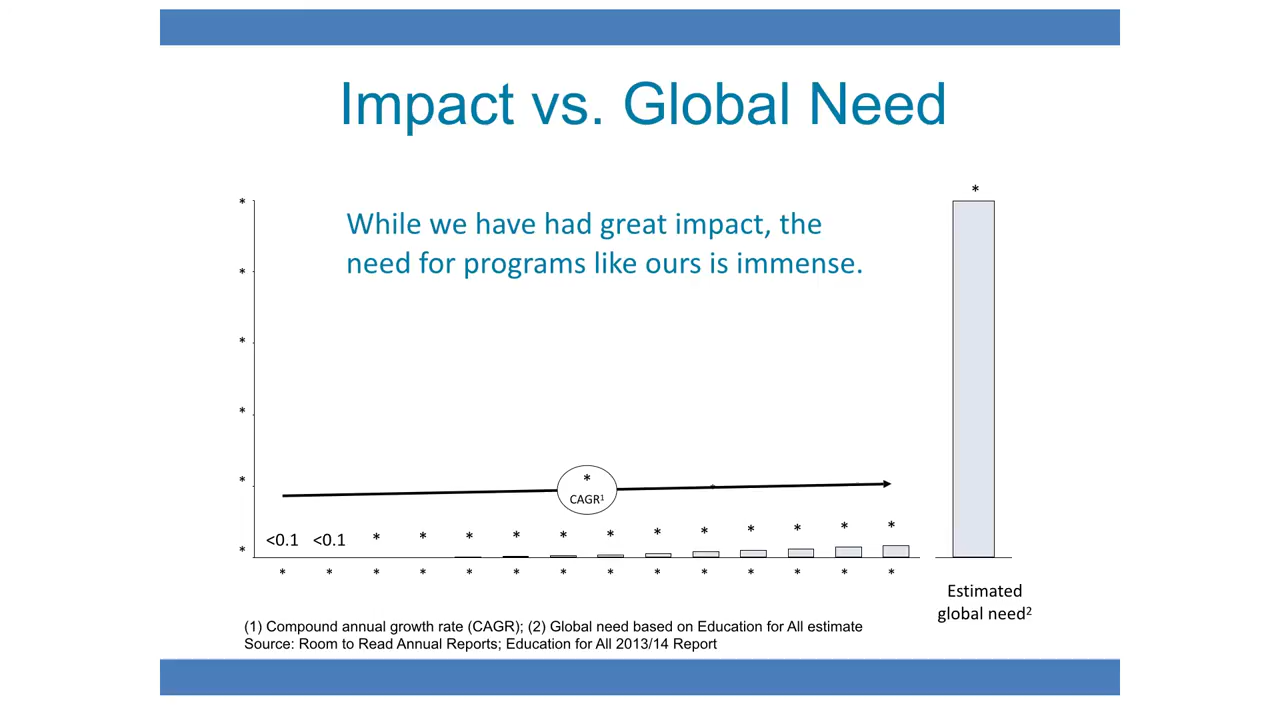 Impact vs. Global Need
*
*
While we have had great impact, the
need for programs like ours is immense.
*
*
*
*
*
CAGR1
<0.1 <0.1 * * * * * * * * * * * *
*
* * * * * * * * * * * * * *
Estimated
global need2
(1) Compound annual growth rate (CAGR); (2) Global need based on Education for All estimate
Source: Room to Read Annual Reports; Education for All 2013/14 Report